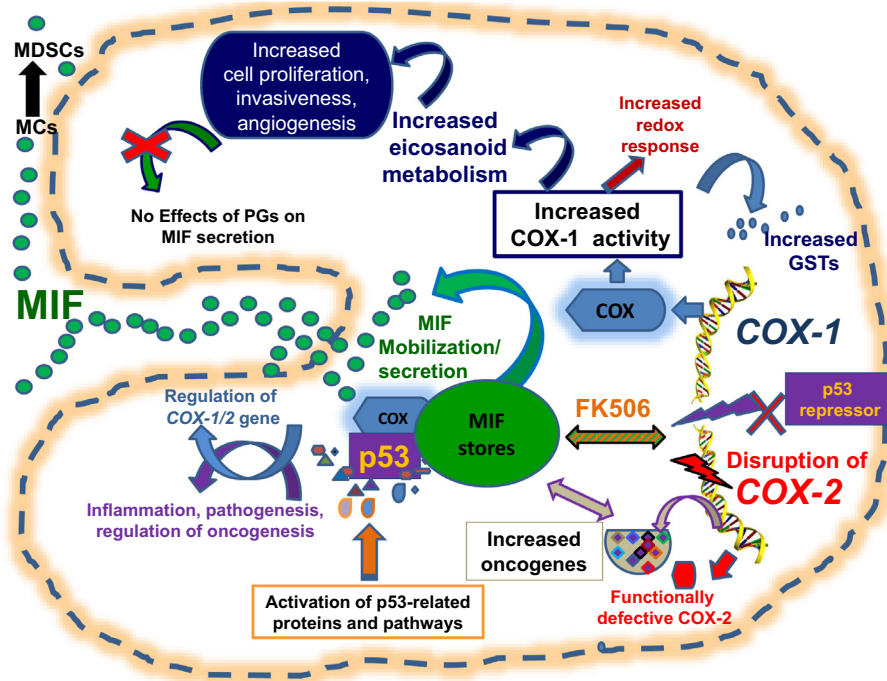 MDSCs
MCs
Increased
cell proliferation,
invasiveness,
angiogenesis
Increased
eicosanoid
metabolism
Increased
redox
response
No Effects of PGs on
MIF secretion
Increased
COX-1 activity
Increased
GSTs
MIF
MIF
Mobilization/
secretion
COX
COX-1
Regulation of
COX-1/2 gene
COX
p53
MIF
stores
FK506
p53
repressor
Disruption of
COX-2
Inflammation, pathogenesis,
regulation of oncogenesis
Increased
oncogenes
Activation of p53-related
proteins and pathways
Functionally
defective COX-2